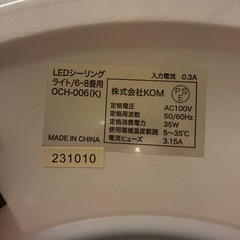 LEDシーリング
ライト/6~8畳用
OCH-006(K)
MADE IN CHINA
231010
入力電流 0.3A
株式会社KOM
PSE
定格電圧 AC100V
定格周波数 50/60Hz
定格消費電力 35W
使用環境温度範囲 5~35℃
電流ヒューズ 3.15A